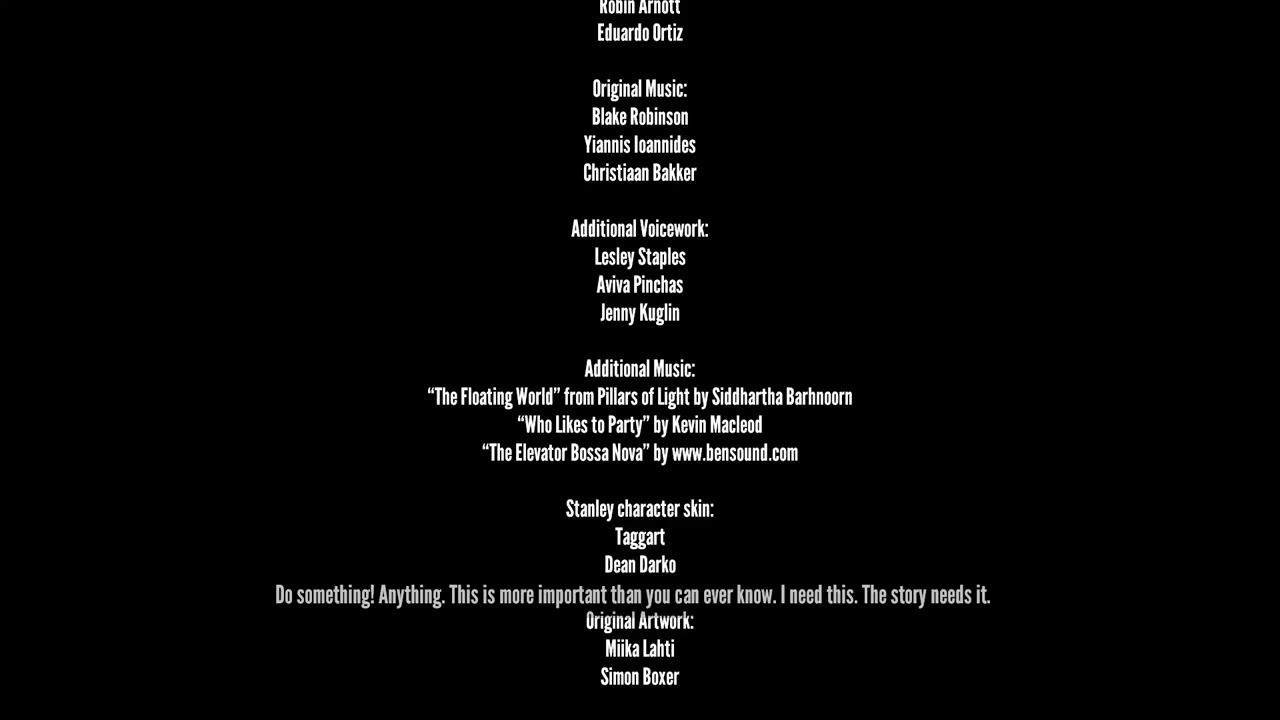 Robin Arnott
Eduardo Ortiz
Original Music:
Blake Robinson
Yiannis Ioannides
Christiaan Bakker
Additional Voicework:
Lesley Staples
Aviva Pinchas
Jenny Kuglin
Additional Music:
“The Floating World” from Pillars of Light by Siddhartha Barhnoorn
“Who Likes to Party” by Kevin Macleod
“The Elevator Bossa Nova” by www.bensound.com
Stanley character skin:
Taggart
Dean Darko
Do something! Anything. This is more important than you can ever know. I need this. The story needs it.
Original Artwork:
Miika Lahti
Simon Boxer